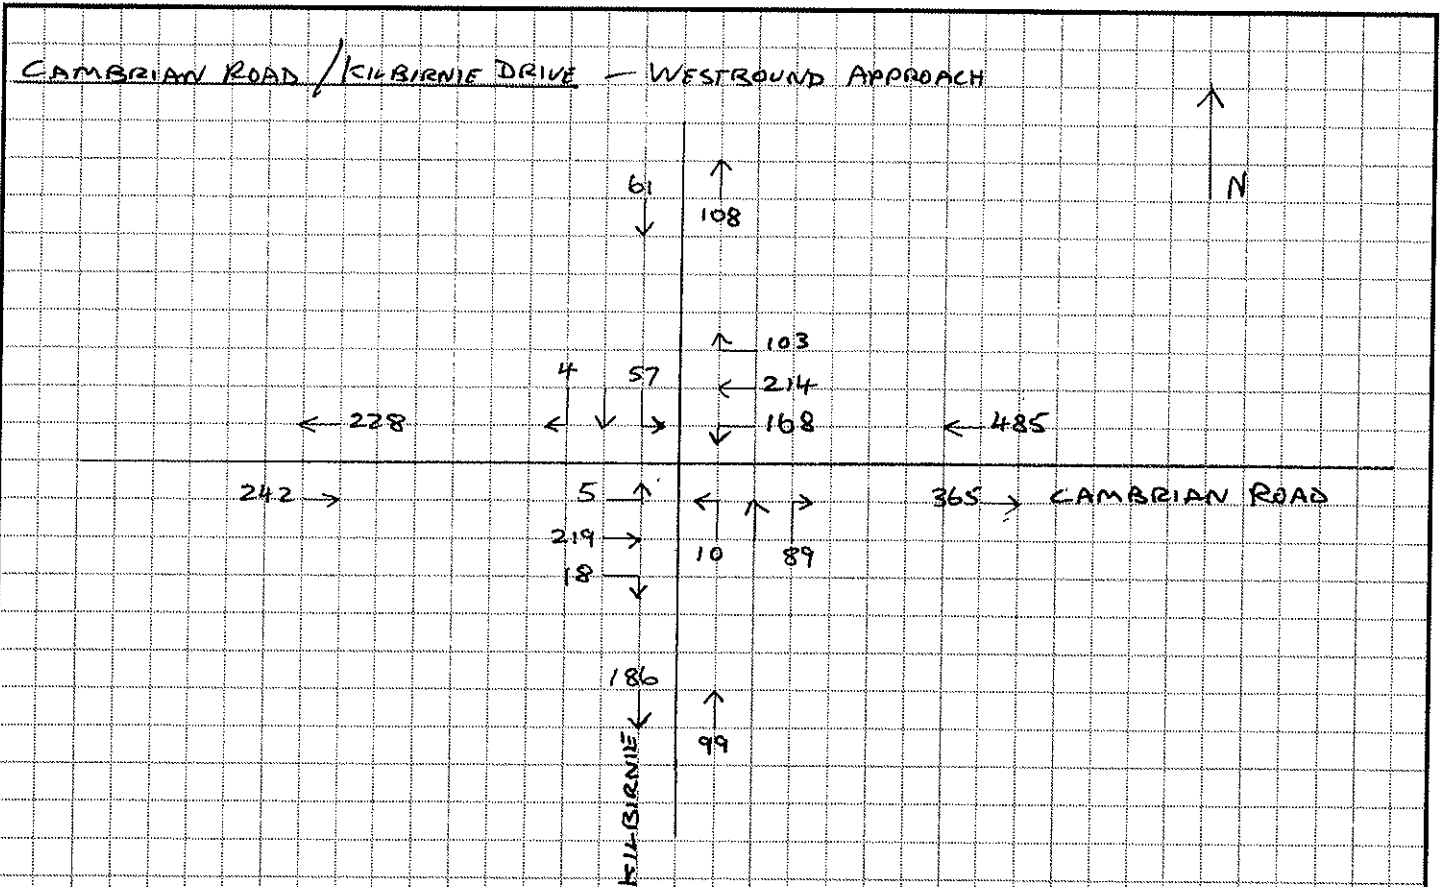 CAMBRIAN ROAD / KILBIRNIE DRIVE — WESTBOUND APPROACH
N
61
108
103
4 57
214
228 168 485
242 5 365 CAMBRIAN ROAD
219 10 89
18
186
99
KILBIRNIE